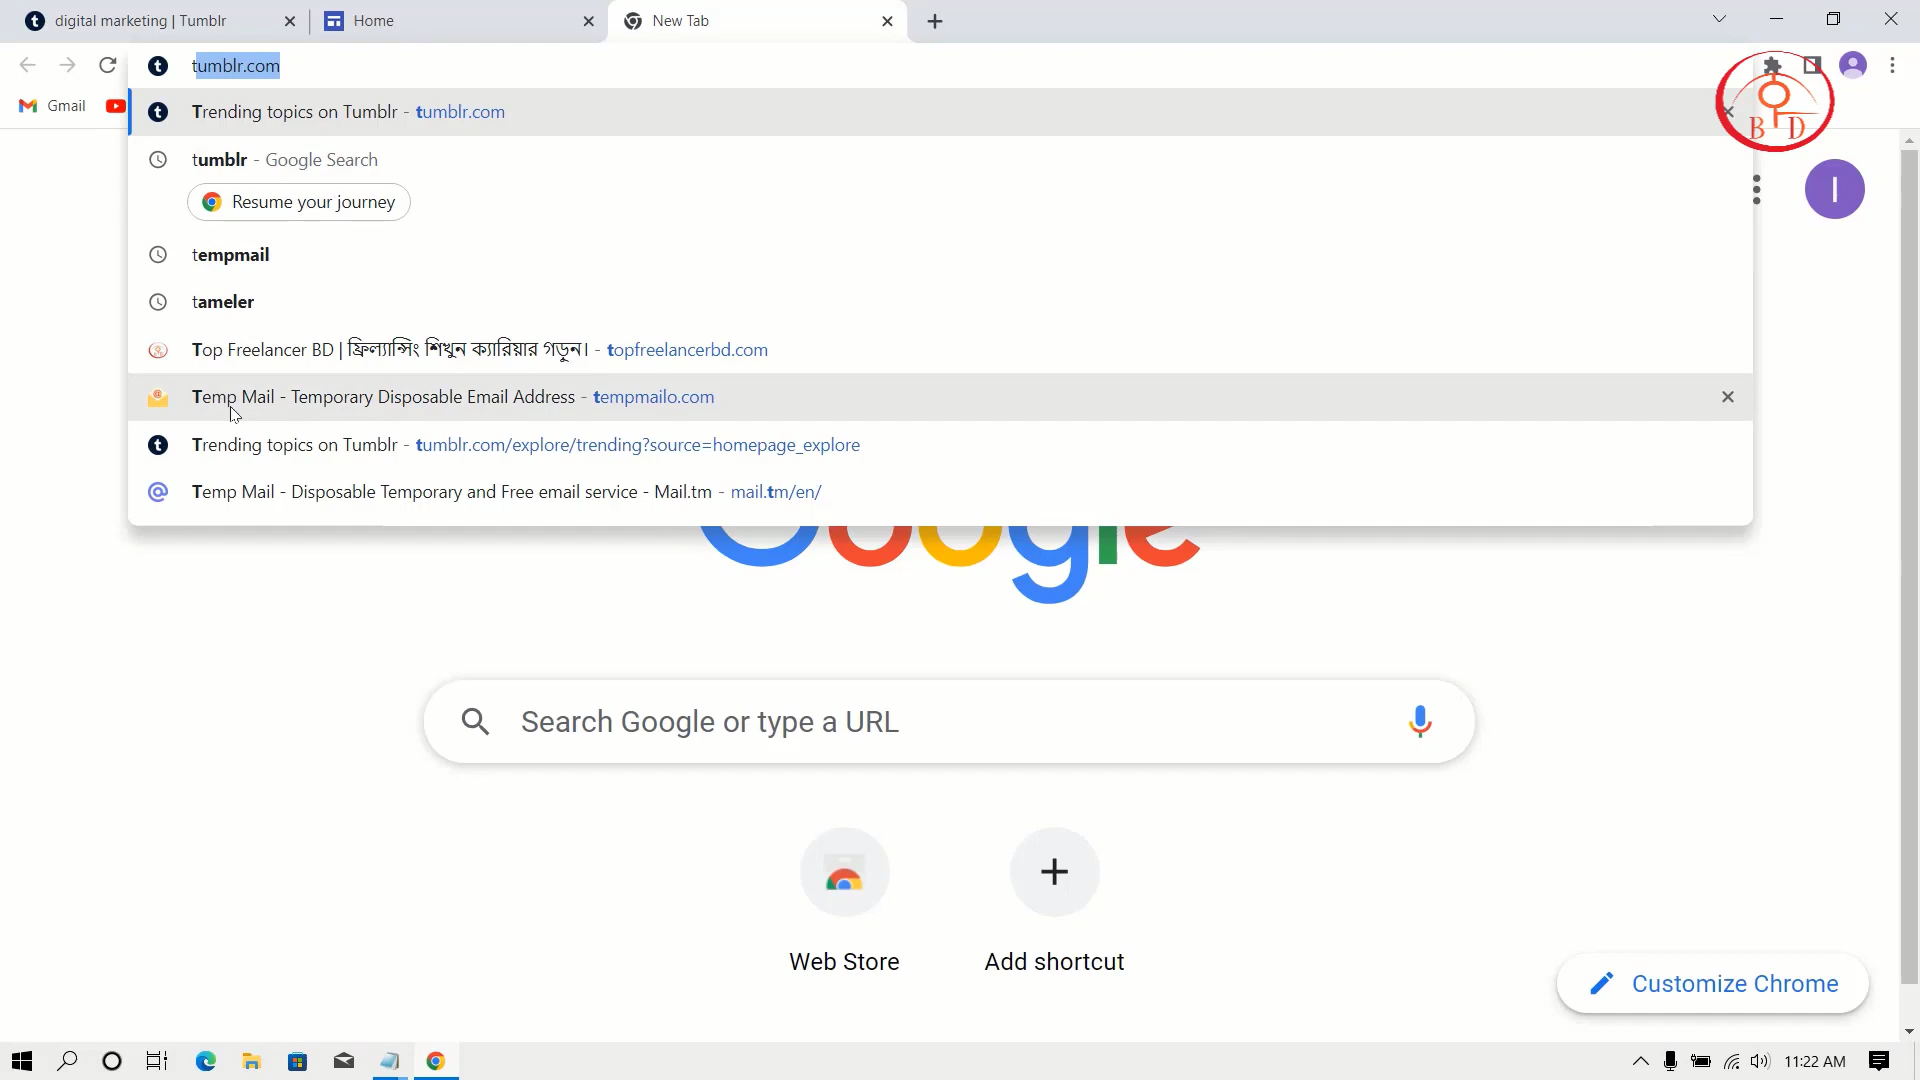 digital marketing | Tumblr
Home
New Tab
tumblr.com
Gmail
Trending topics on Tumblr - tumblr.com
B D
tumblr - Google Search
Resume your journey
I
tempmail
tameler
Top Freelancer BD | ফ্রিল্যান্সিং শিখুন ক্যারিয়ার গড়ুন। - topfreelancerbd.com
Temp Mail - Temporary Disposable Email Address - tempmailo.com
Trending topics on Tumblr - tumblr.com/explore/trending?source=homepage_explore
Temp Mail - Disposable Temporary and Free email service - Mail.tm - mail.tm/en/
Google
Search Google or type a URL
Web Store
Add shortcut
Customize Chrome
11:22 AM